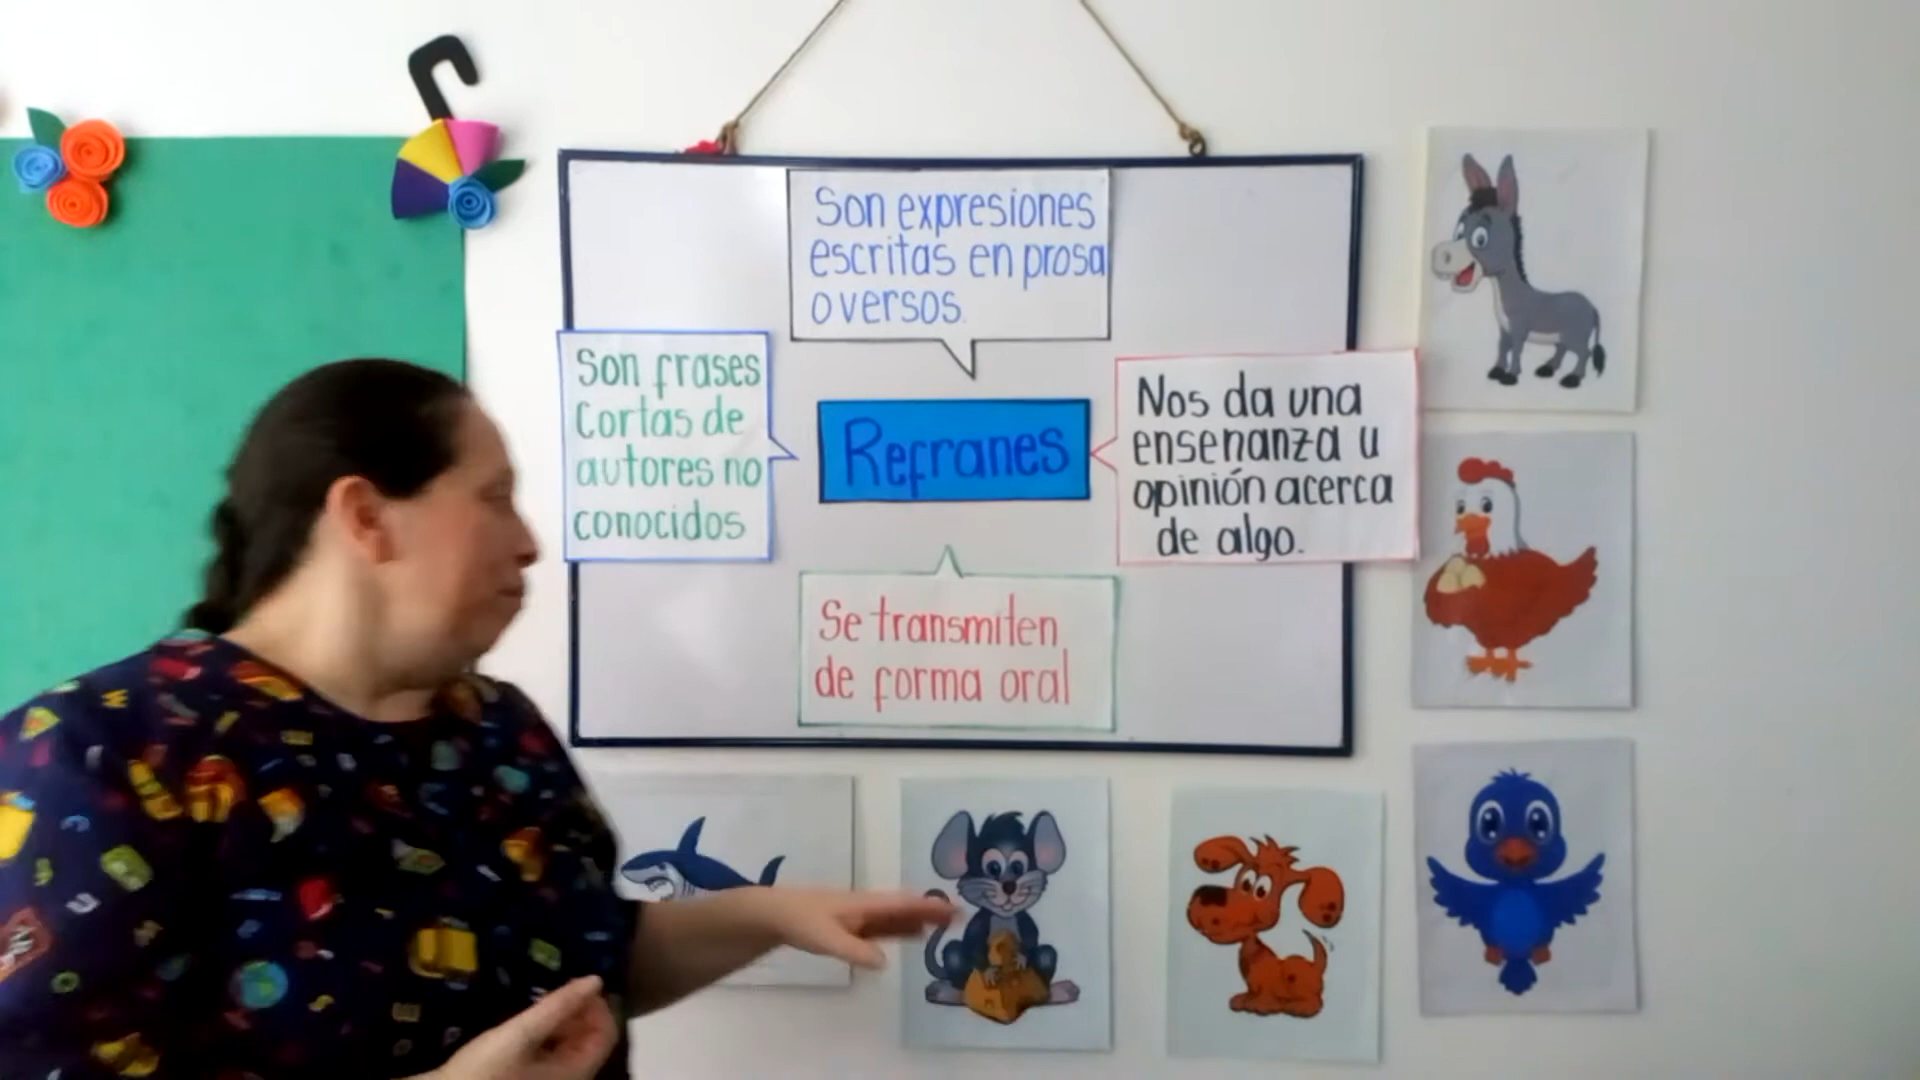 Son expresiones
escritas en prosa
o versos.
Son frases
Cortas de
autores no
conocidos
Refranes
Nos da una
enseñanza u
opinión acerca
de algo.
Se transmiten
de forma oral